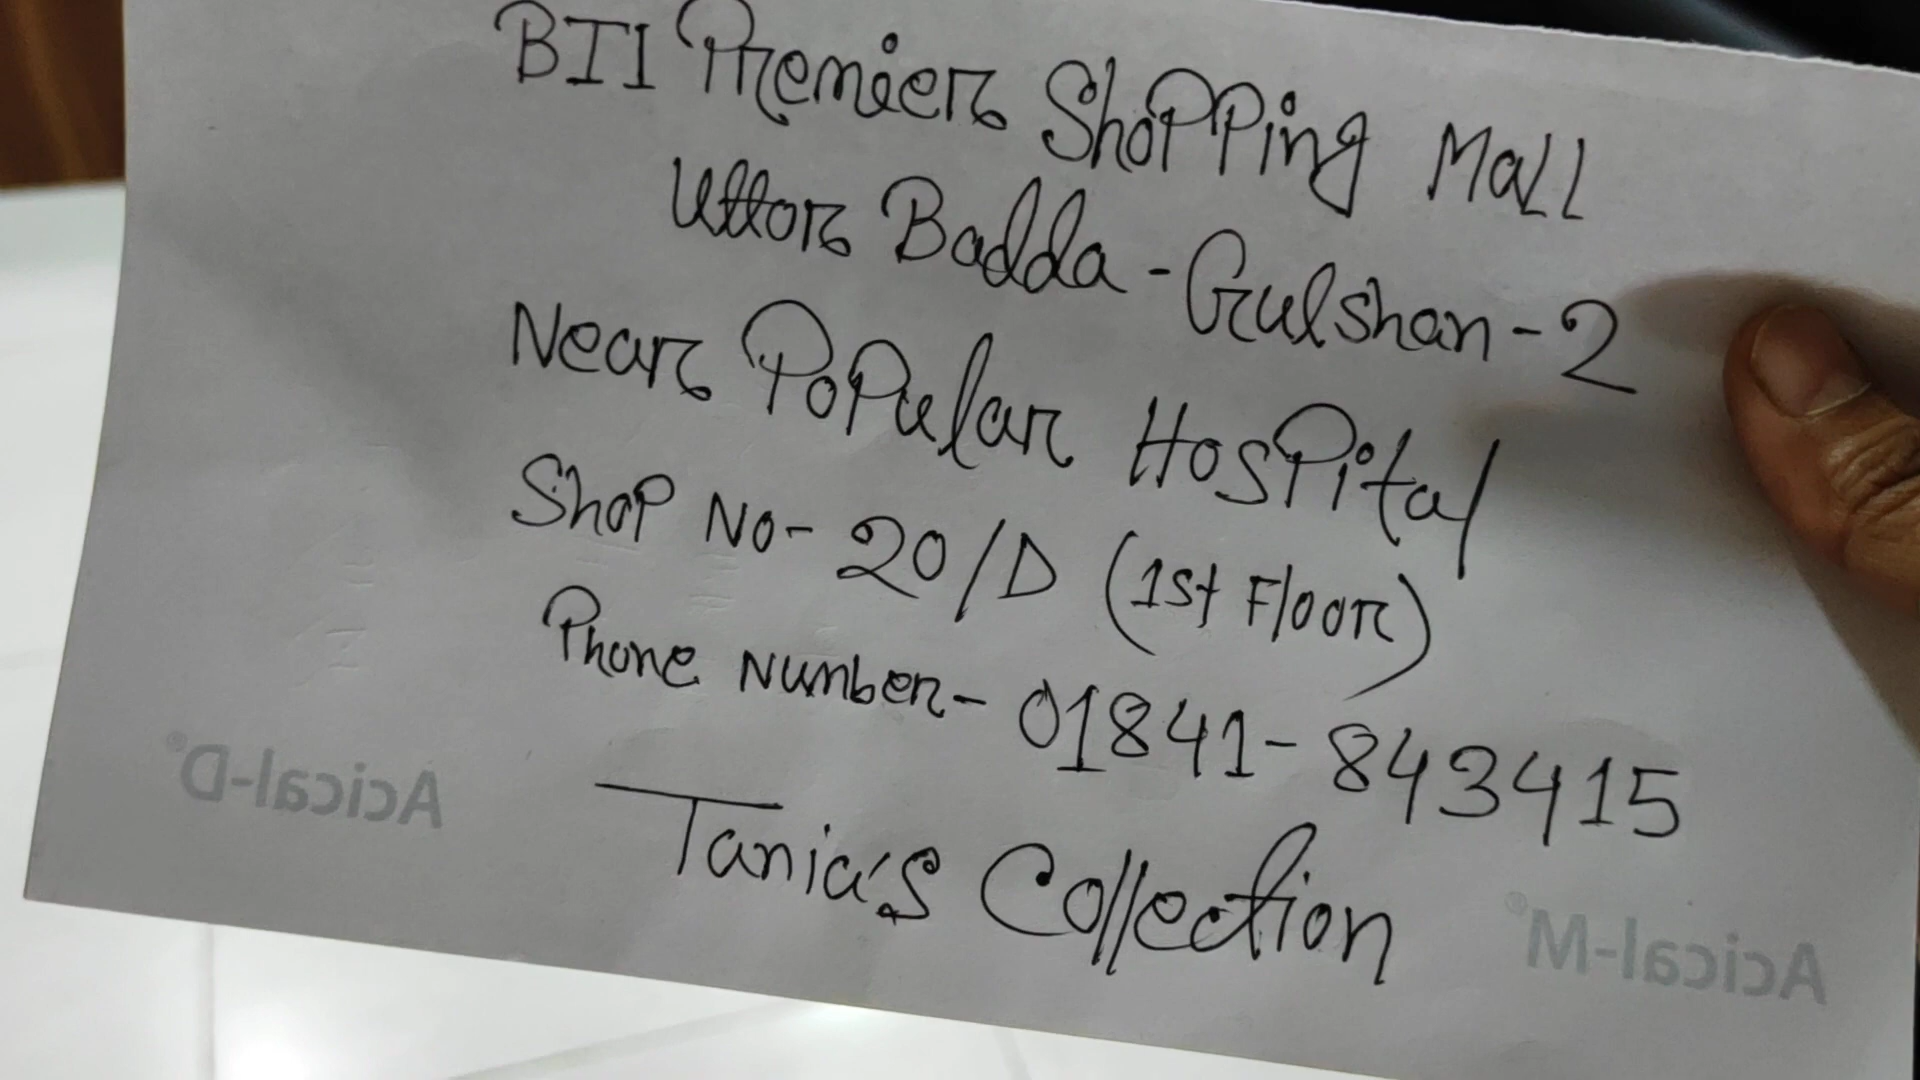 BTI Premier Shopping Mall
Uttor Badda - Gulshan - 2
Near Popular Hospital
Shop No - 20/D (1st Floor)
Phone Number - 01841-843415
Tania's Collection
Acical-D®
Acical-M®